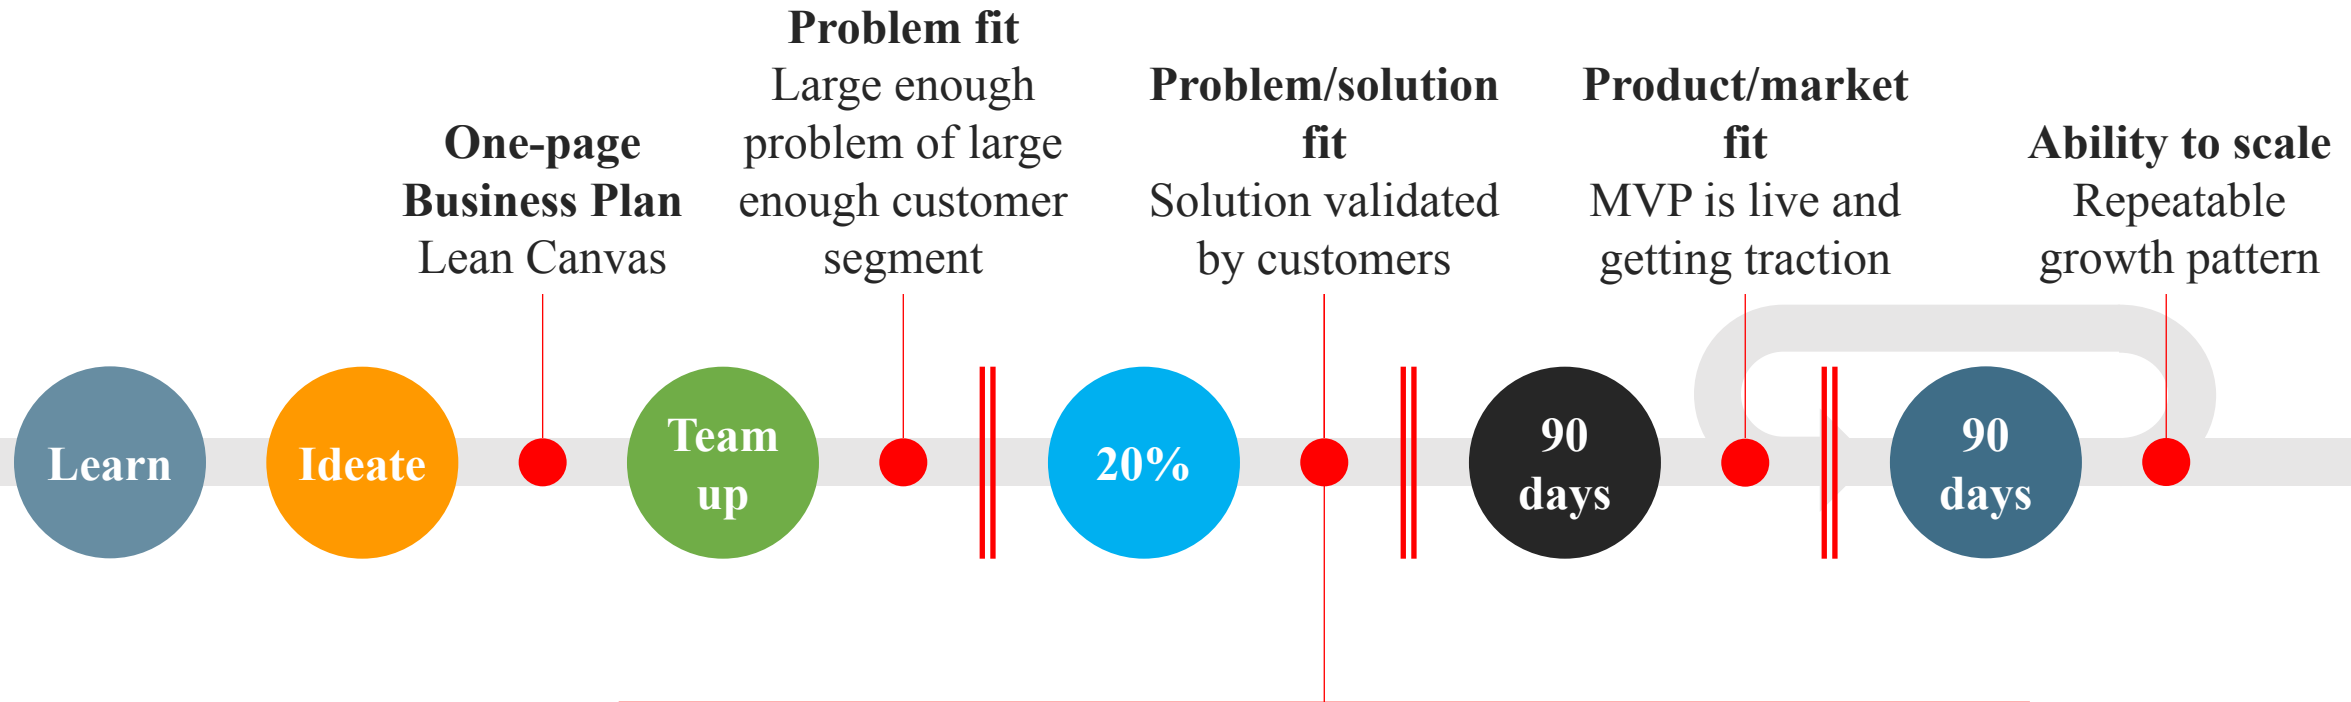 One-page
Business Plan
Lean Canvas
Problem fit
Large enough
problem of large
enough customer
segment
Problem/solution
fit
Solution validated
by customers
Product/market
fit
MVP is live and
getting traction
Ability to scale
Repeatable
growth pattern
Learn
Ideate
Team
up
20%
90
days
90
days